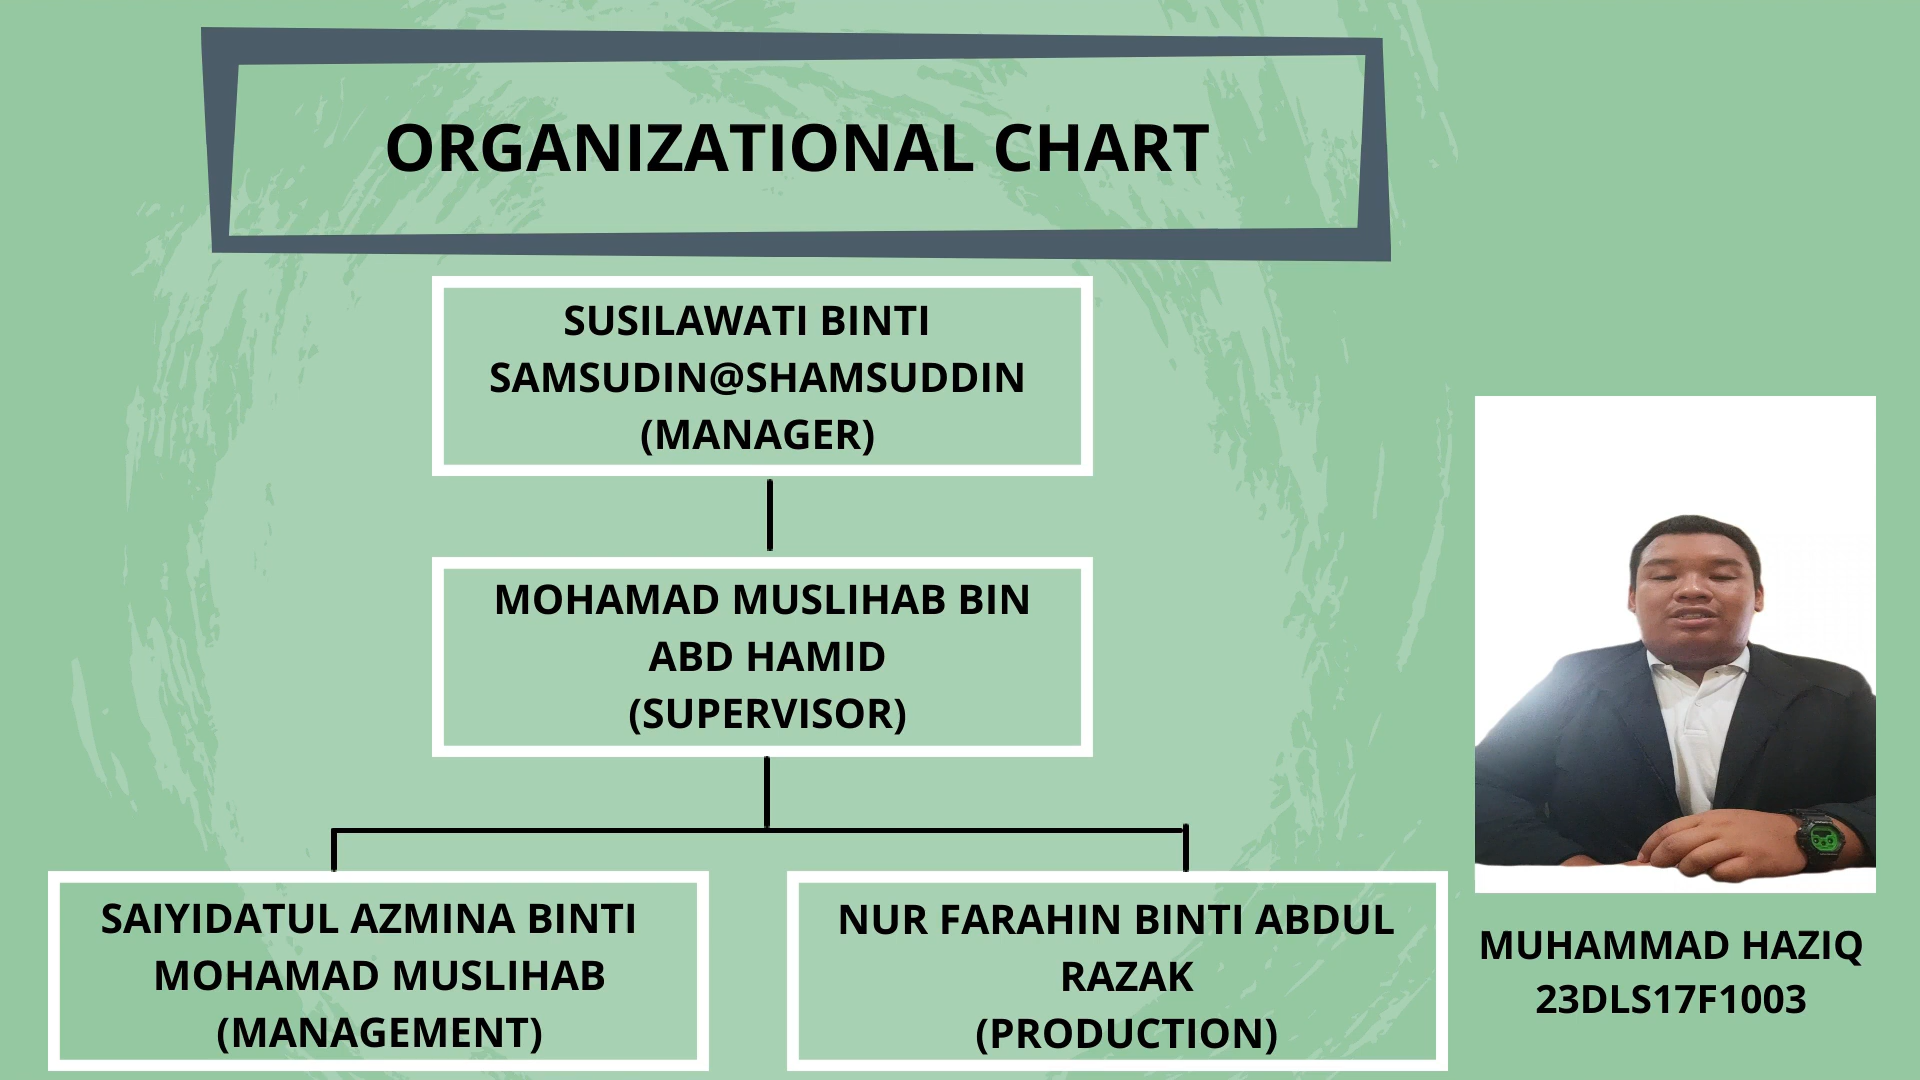 ORGANIZATIONAL CHART
SUSILAWATI BINTI
SAMSUDIN@SHAMSUDDIN
(MANAGER)
MOHAMAD MUSLIHAB BIN
ABD HAMID
(SUPERVISOR)
SAIYIDATUL AZMINA BINTI
MOHAMAD MUSLIHAB
(MANAGEMENT)
NUR FARAHIN BINTI ABDUL
RAZAK
(PRODUCTION)
MUHAMMAD HAZIQ
23DLS17F1003